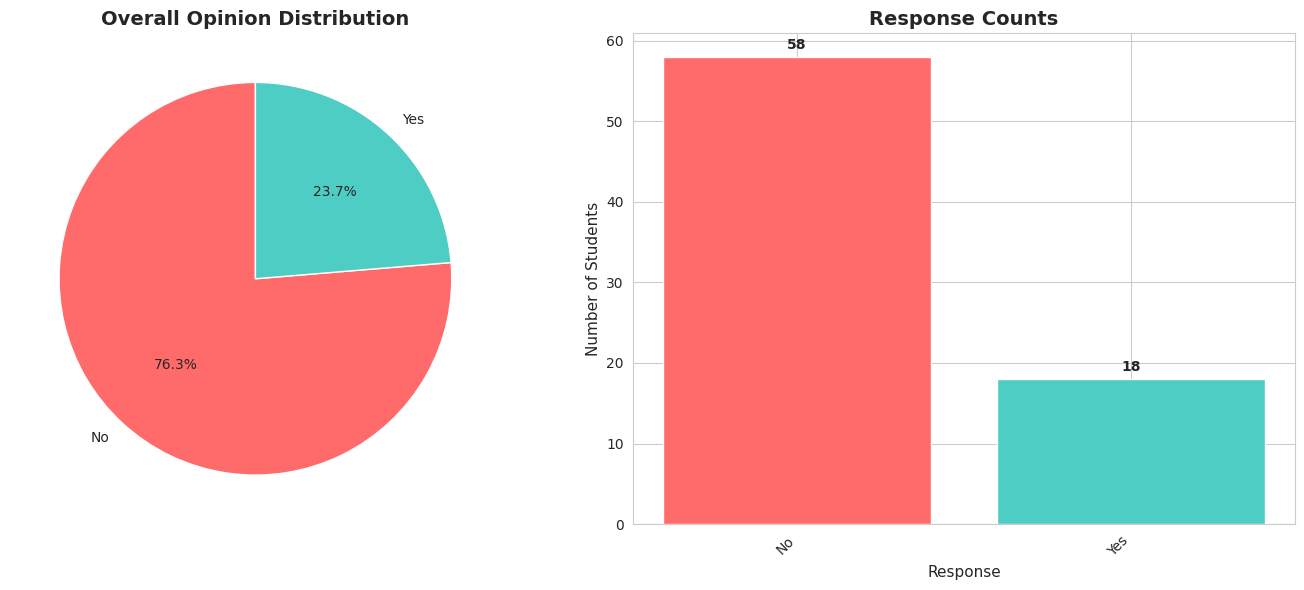 Overall Opinion Distribution
Yes
23.7%
76.3%
No
Response Counts
60
50
40
30
20
10
0
Number of Students
58
18
No
Yes
Response